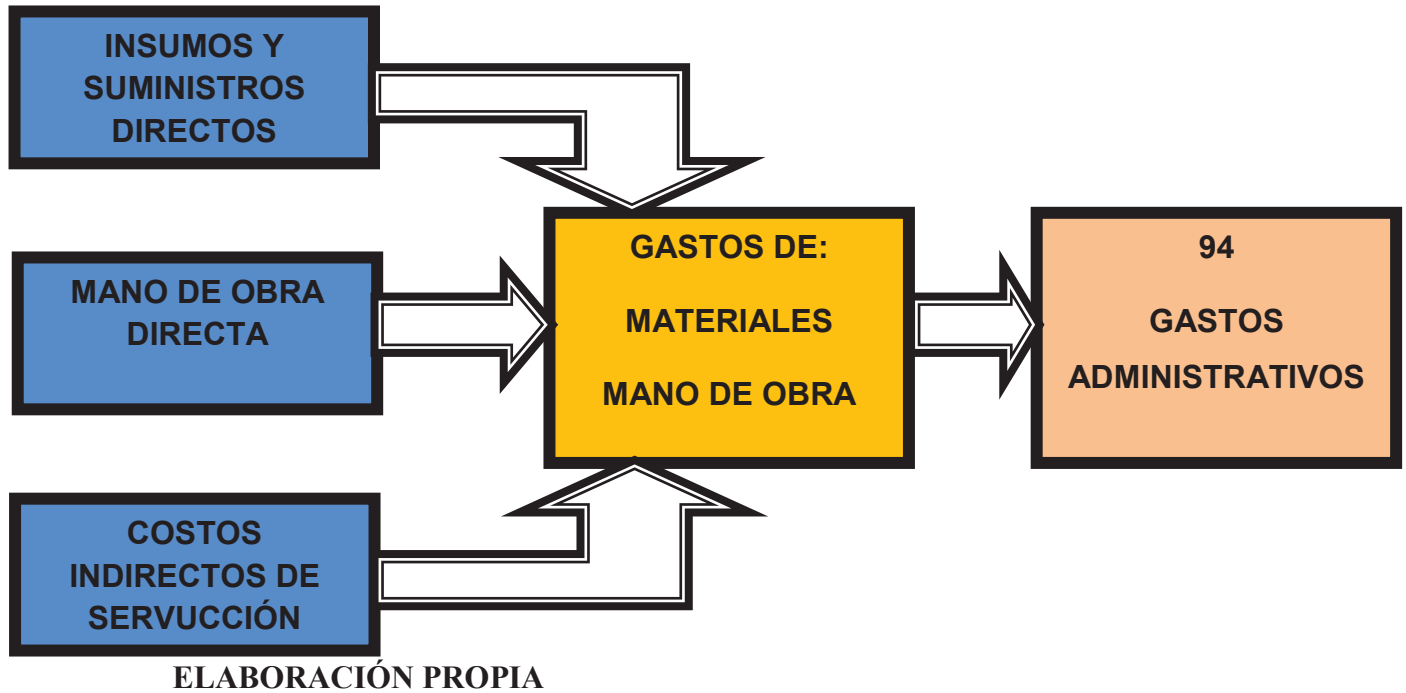 INSUMOS Y
SUMINISTROS
DIRECTOS
MANO DE OBRA
DIRECTA
COSTOS
INDIRECTOS DE
SERVUCCIÓN
GASTOS DE:
MATERIALES
MANO DE OBRA
94
GASTOS
ADMINISTRATIVOS
ELABORACIÓN PROPIA